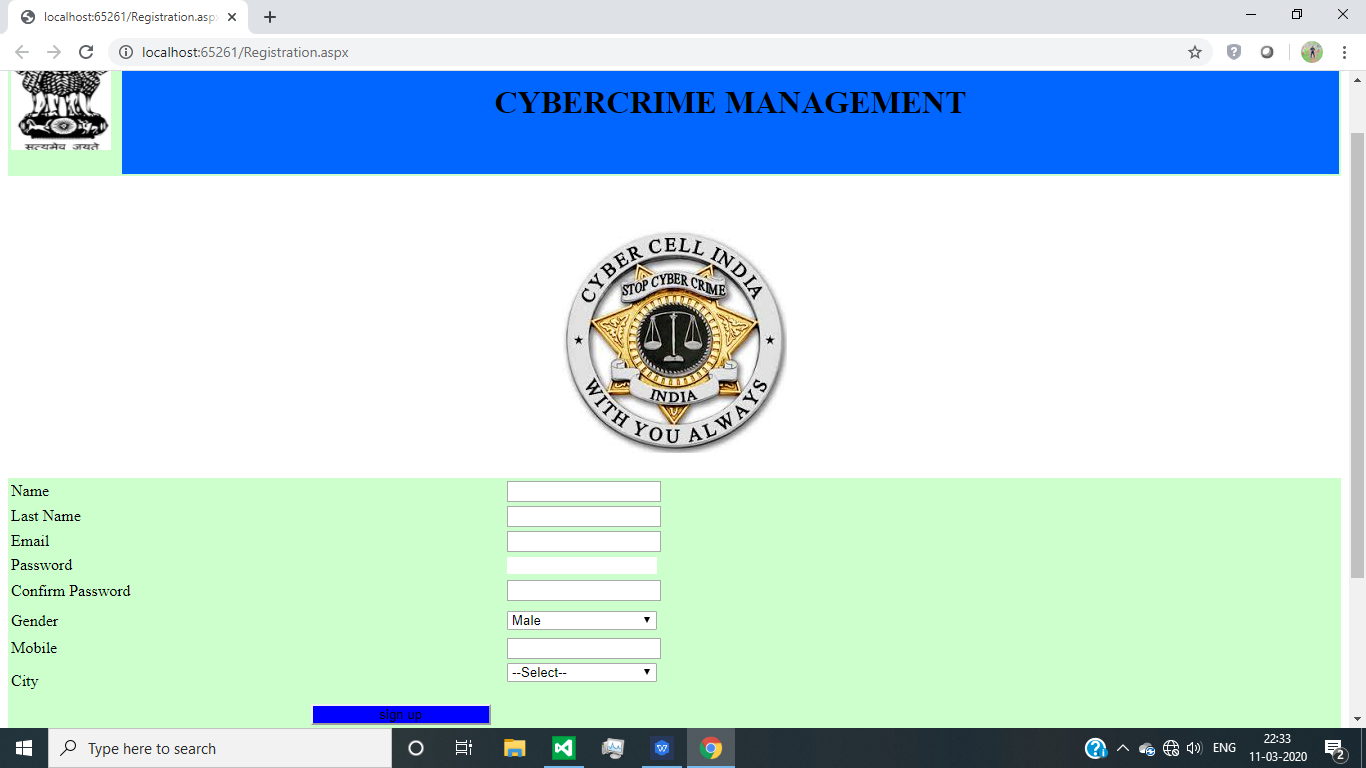 localhost:65261/Registration.asp
localhost:65261/Registration.aspx
CYBERCRIME MANAGEMENT
सत्यमेव जयते
CYBER CELL INDIA
STOP CYBER CRIME
INDIA
WITH YOU ALWAYS
Name
Last Name
Email
Password
Confirm Password
Gender
Male
Mobile
City
--Select--
sign up
Type here to search
ENG
22:33
11-03-2020
2